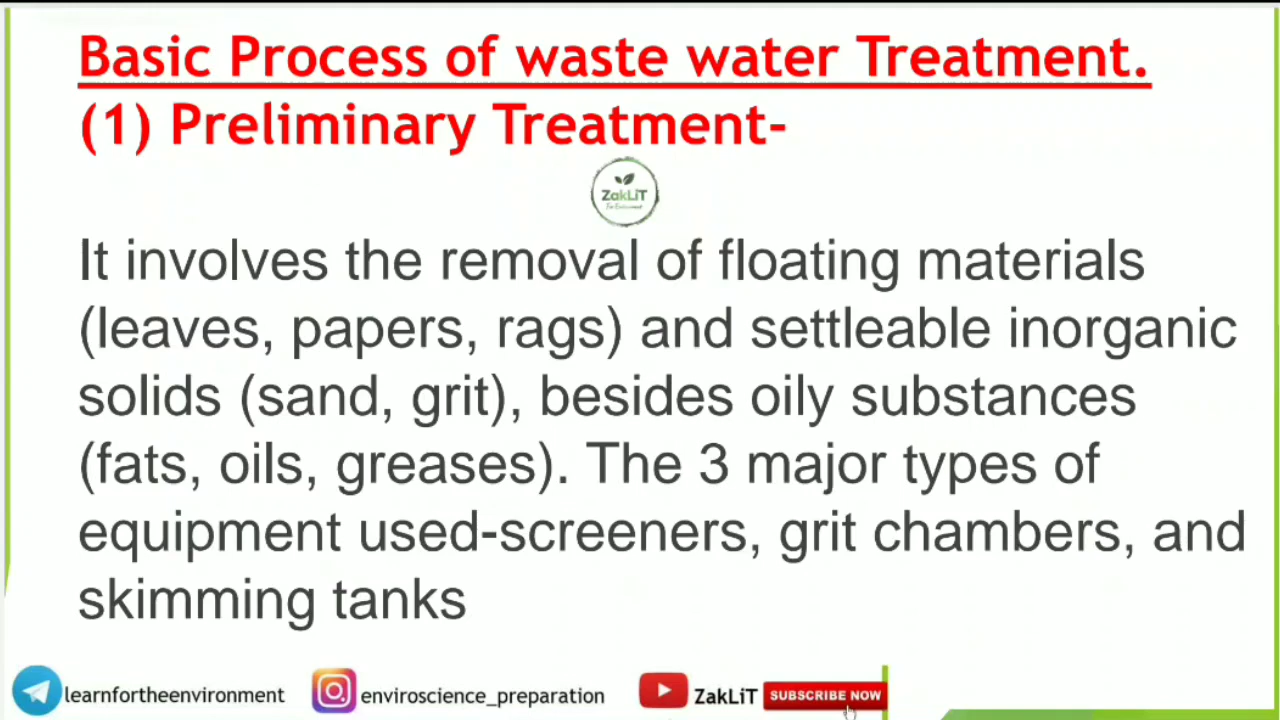 Basic Process of waste water Treatment.
(1) Preliminary Treatment-
ZakLiT
It involves the removal of floating materials
(leaves, papers, rags) and settleable inorganic
solids (sand, grit), besides oily substances
(fats, oils, greases). The 3 major types of
equipment used-screeners, grit chambers, and
skimming tanks
learnfortheenvironment enviroscience_preparation ZakLiT SUBSCRIBE NOW